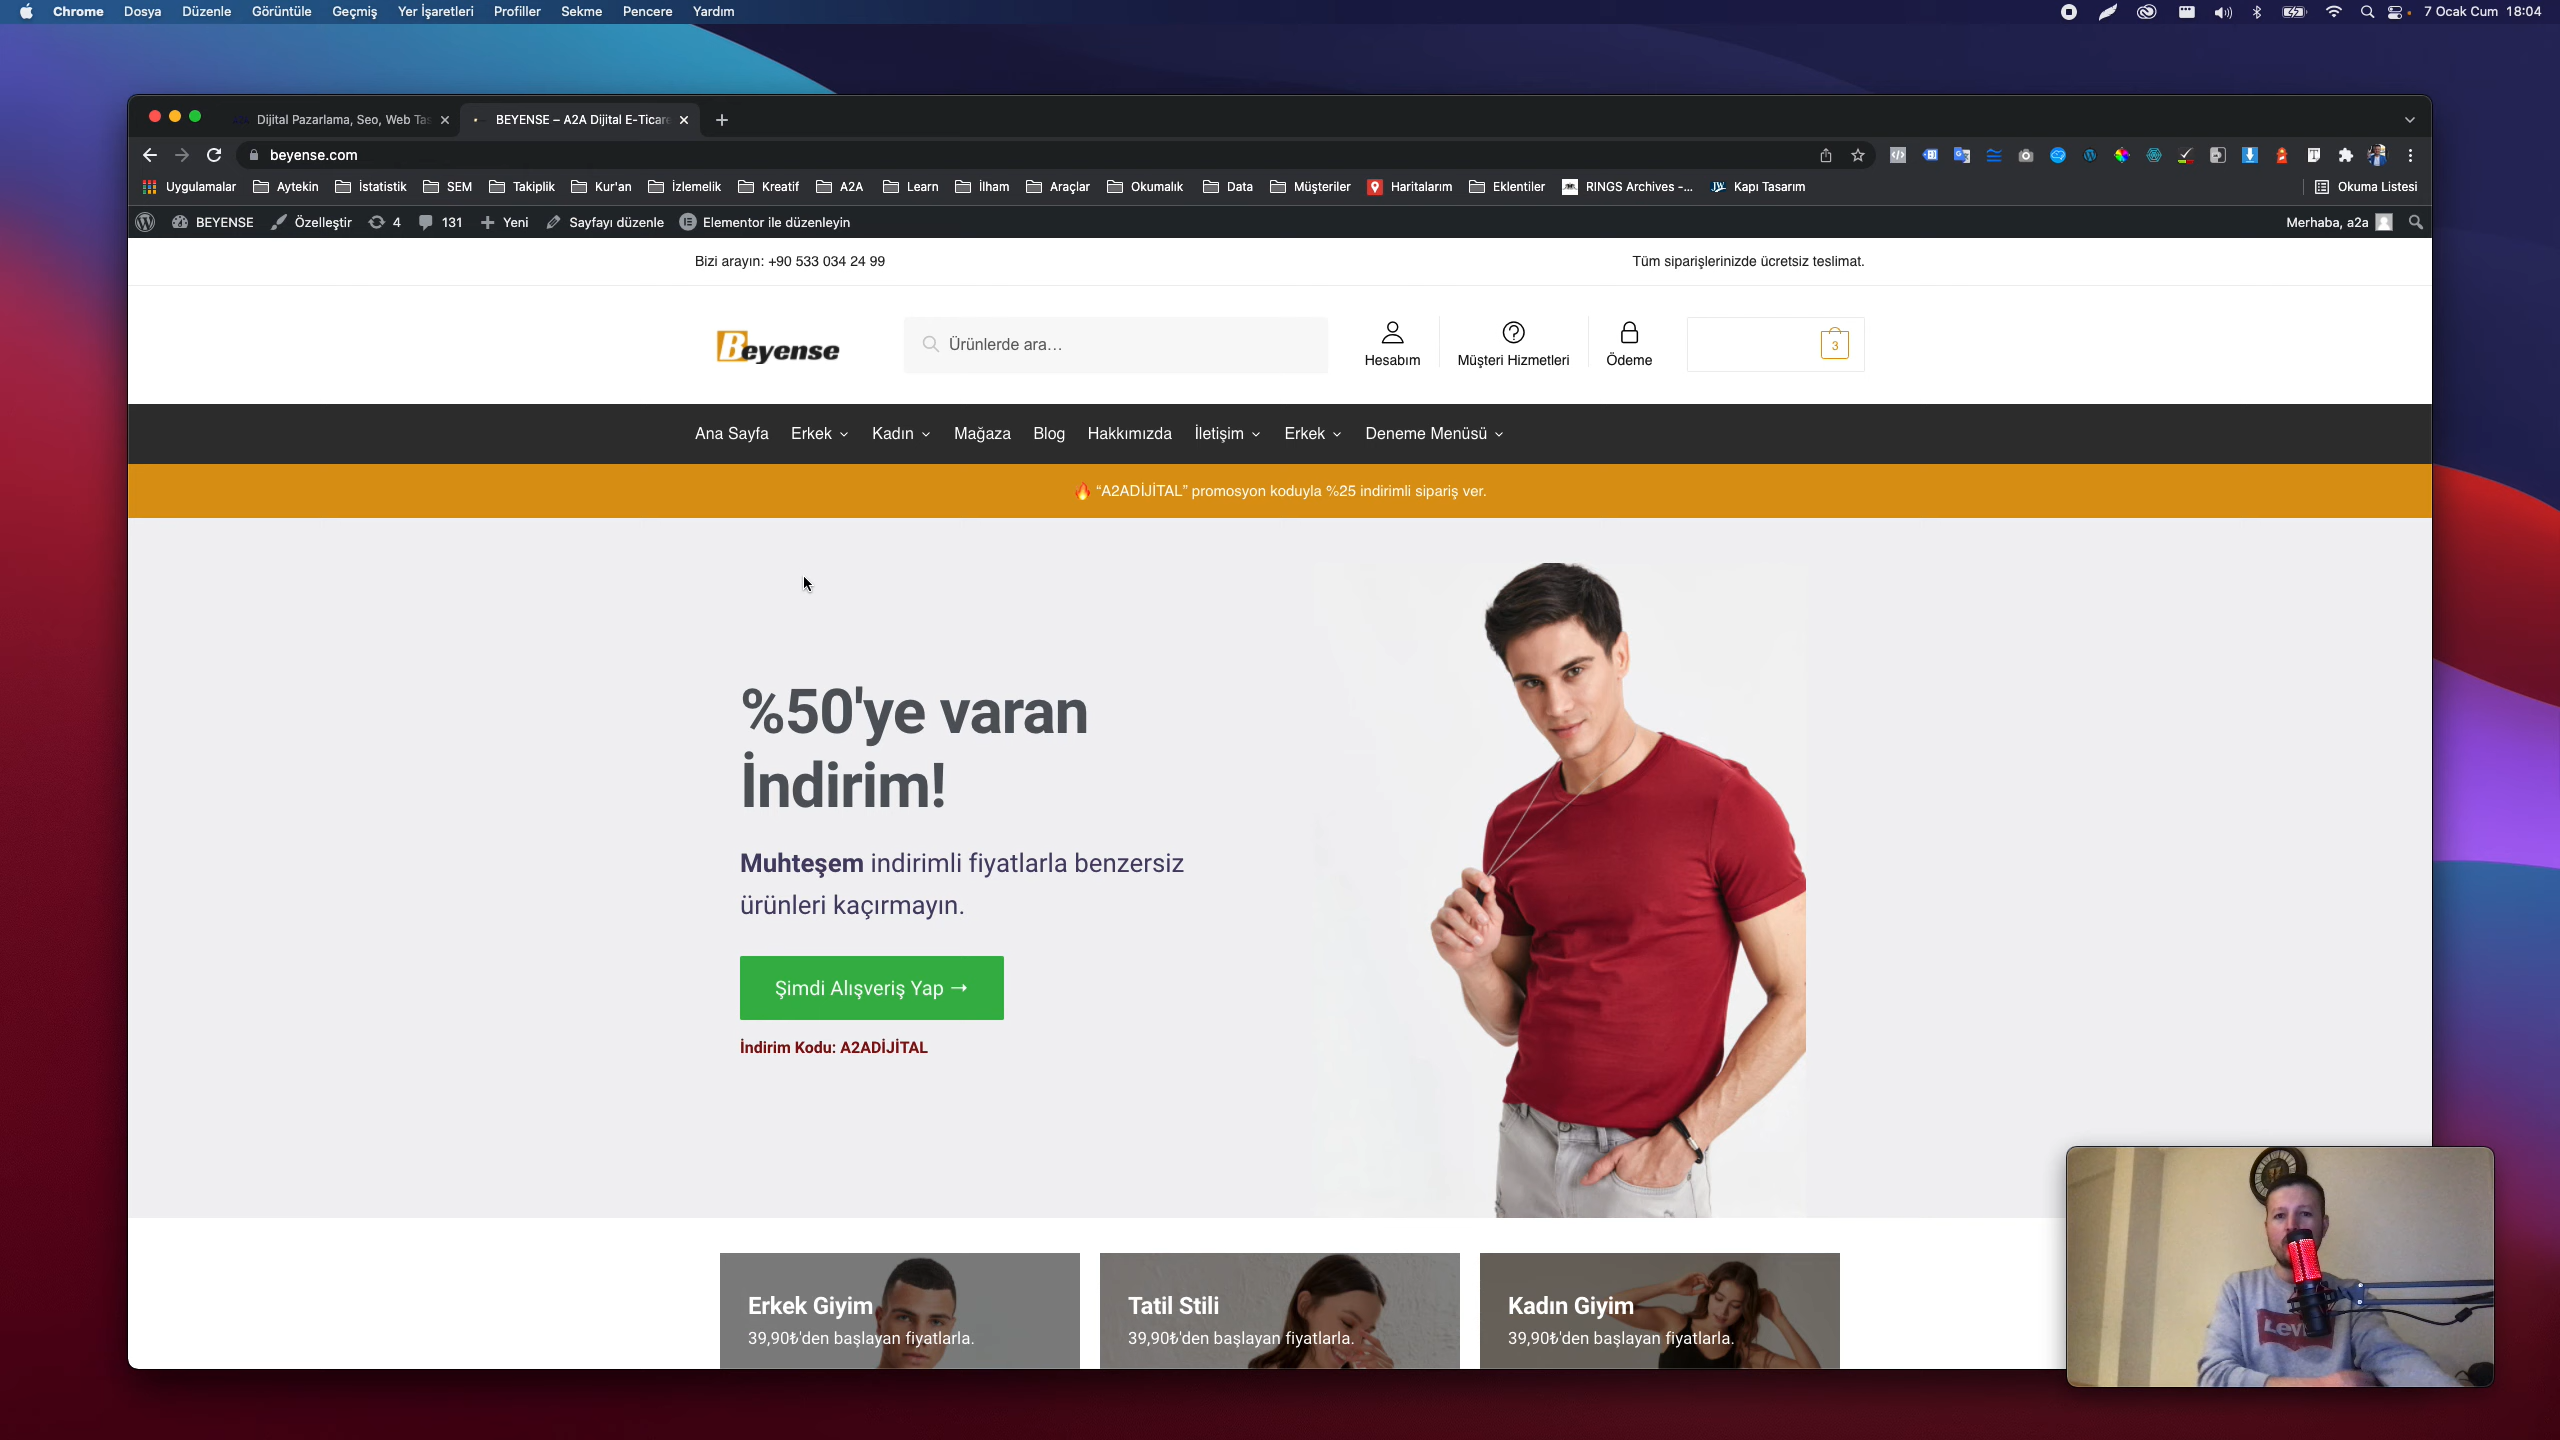 Chrome Dosya Düzenle Görüntüle Geçmiş Yer İşaretleri Profiller Sekme Pencere Yardım
7 Ocak Cum 18:04
Dijital Pazarlama, Seo, Web Tas
BEYENSE – A2A Dijital E-Ticare
beyense.com
Uygulamalar Aytekin İstatistik SEM Takiplik Kur'an İzlemelik Kreatif A2A Learn İlham Araçlar Okumalık Data Müşteriler Haritalarım Eklentiler RINGS Archives -... Kapı Tasarım Okuma Listesi
BEYENSE Özelleştir 4 131 Yeni Sayfayı düzenle Elementor ile düzenleyin Merhaba, a2a
Bizi arayın: +90 533 034 24 99
Tüm siparişlerinizde ücretsiz teslimat.
Beyense
Ürünlerde ara…
Hesabım
Müşteri Hizmetleri
Ödeme
3
Ana Sayfa Erkek Kadın Mağaza Blog Hakkımızda İletişim Erkek Deneme Menüsü
🔥 “A2ADİJİTAL” promosyon koduyla %25 indirimli sipariş ver.
%50'ye varan
İndirim!
Muhteşem indirimli fiyatlarla benzersiz
ürünleri kaçırmayın.
Şimdi Alışveriş Yap →
İndirim Kodu: A2ADİJİTAL
Erkek Giyim
39,90₺'den başlayan fiyatlarla.
Tatil Stili
39,90₺'den başlayan fiyatlarla.
Kadın Giyim
39,90₺'den başlayan fiyatlarla.